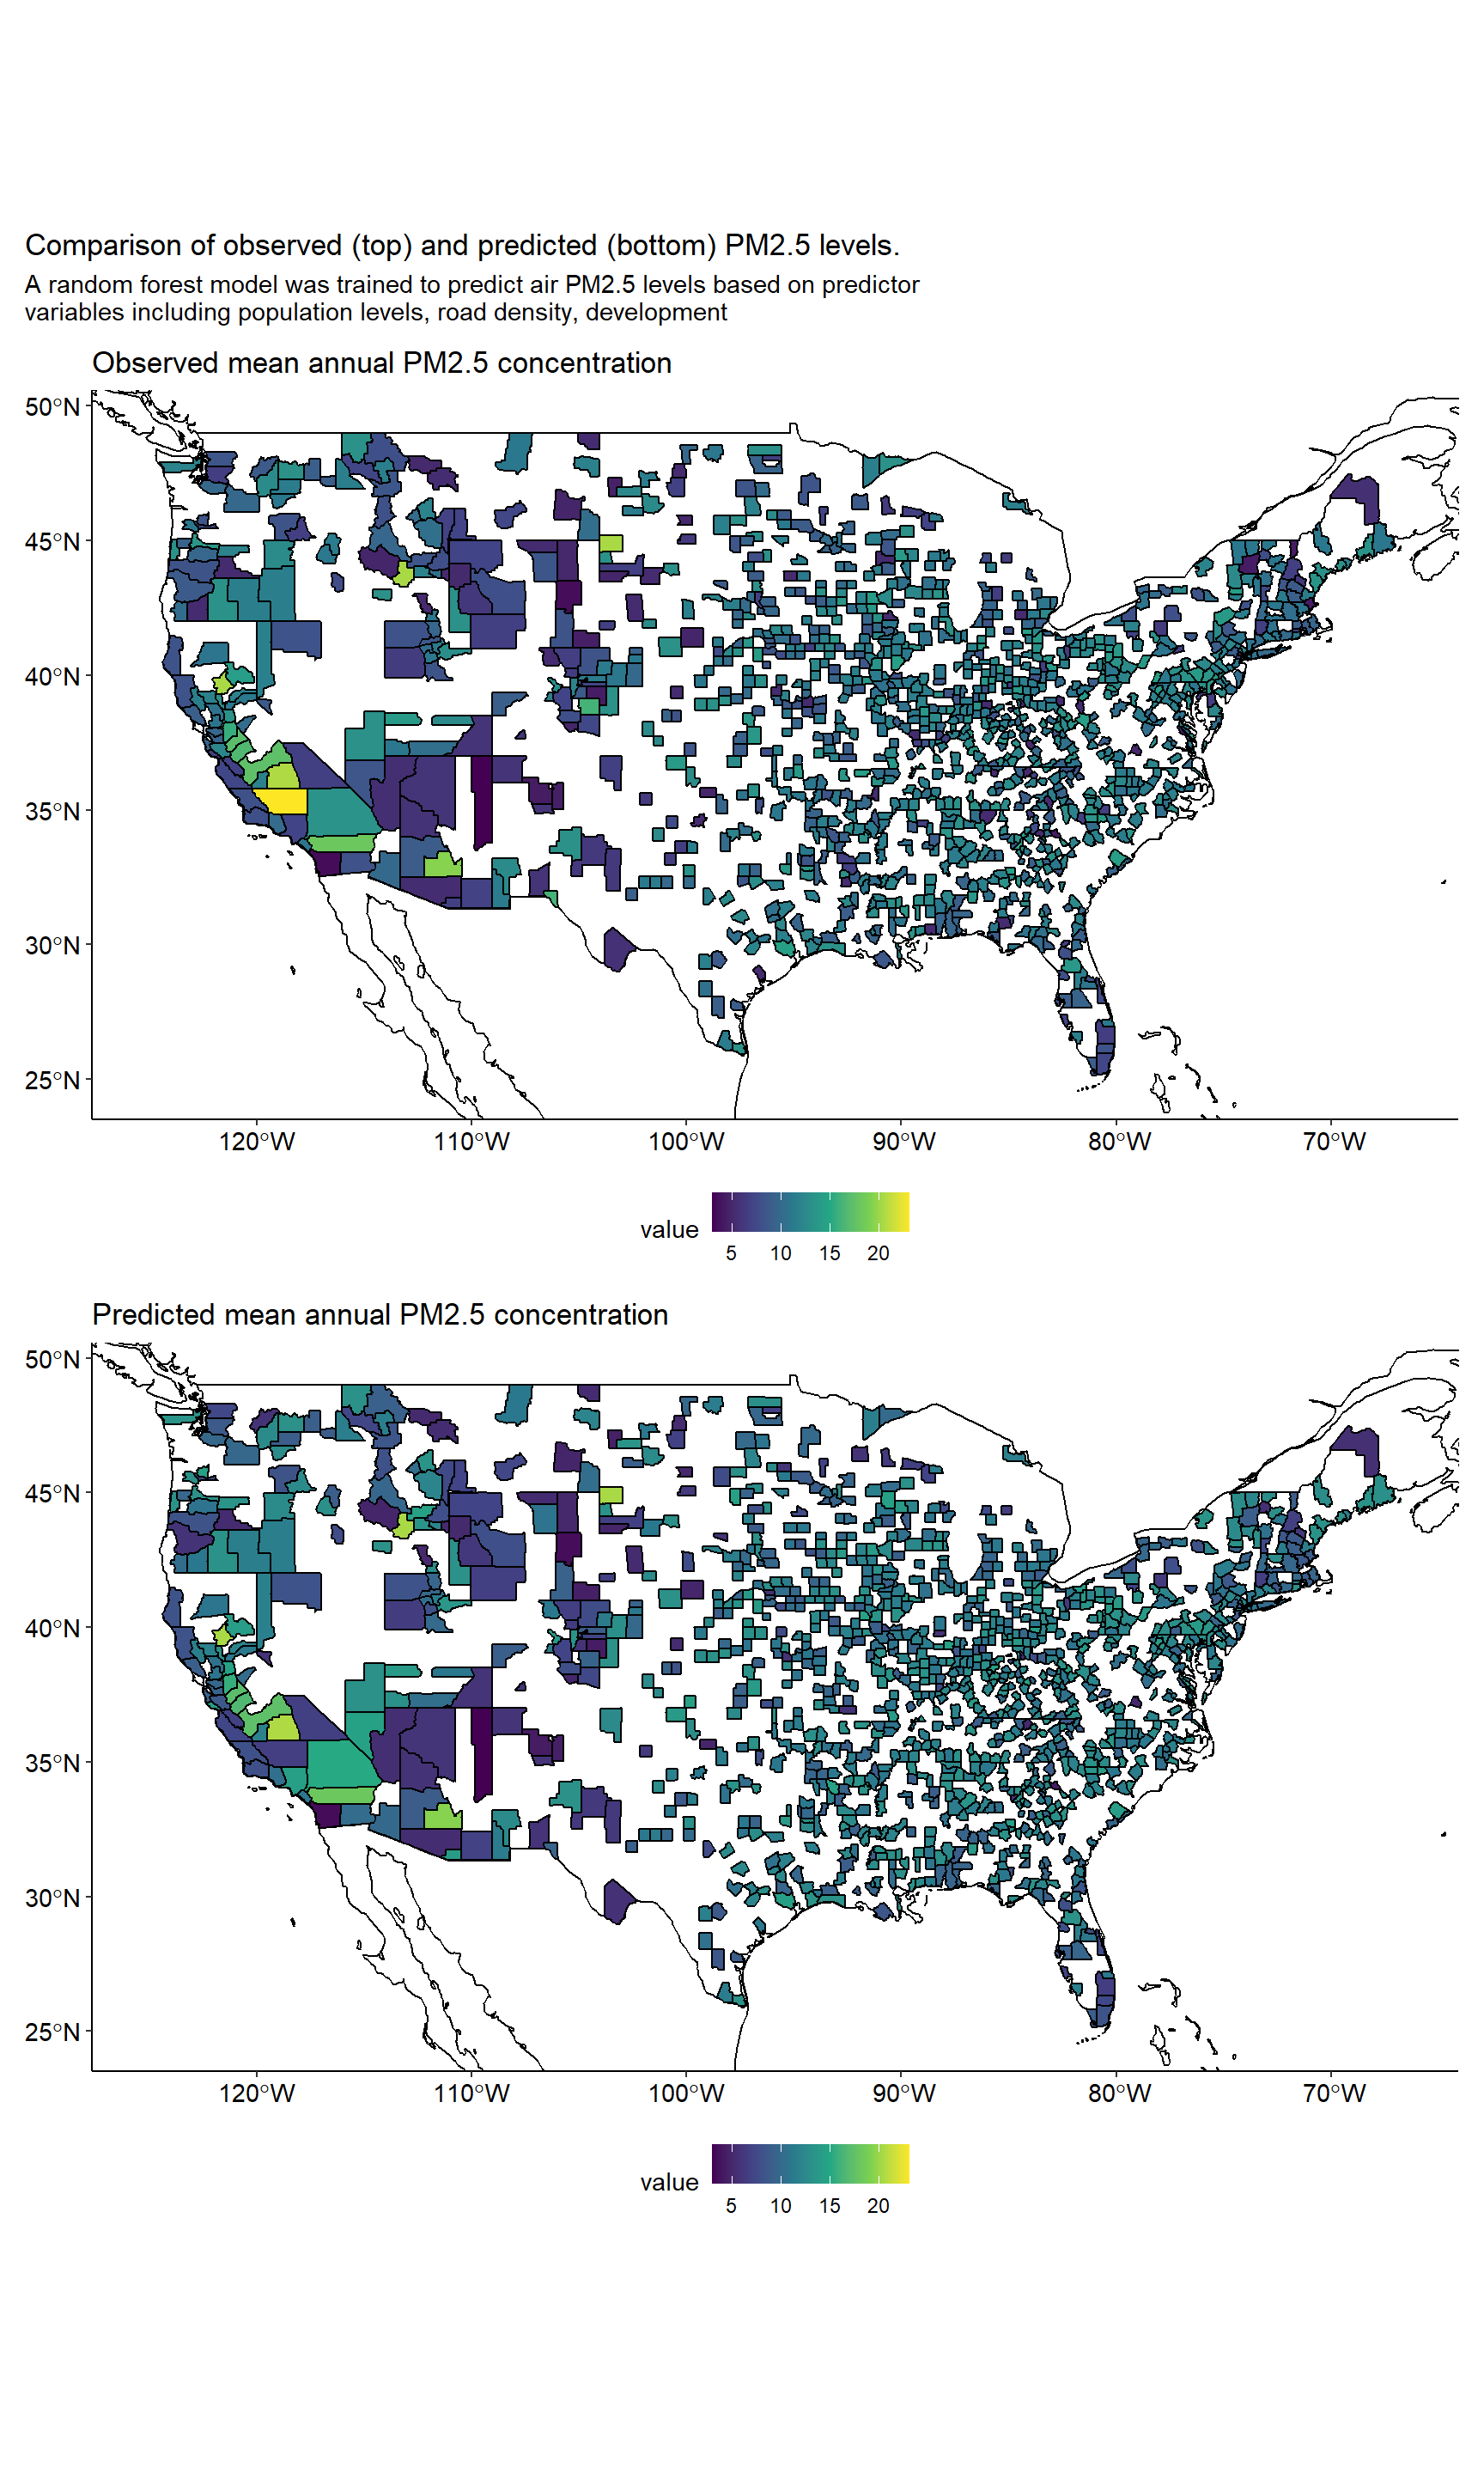 Comparison of observed (top) and predicted (bottom) PM2.5 levels.
A random forest model was trained to predict air PM2.5 levels based on predictor
variables including population levels, road density, development
Observed mean annual PM2.5 concentration
50°N
45°N
40°N
35°N
30°N
25°N
120°W 110°W 100°W 90°W 80°W 70°W
value
5 10 15 20
Predicted mean annual PM2.5 concentration
50°N
45°N
40°N
35°N
30°N
25°N
120°W 110°W 100°W 90°W 80°W 70°W
value
5 10 15 20